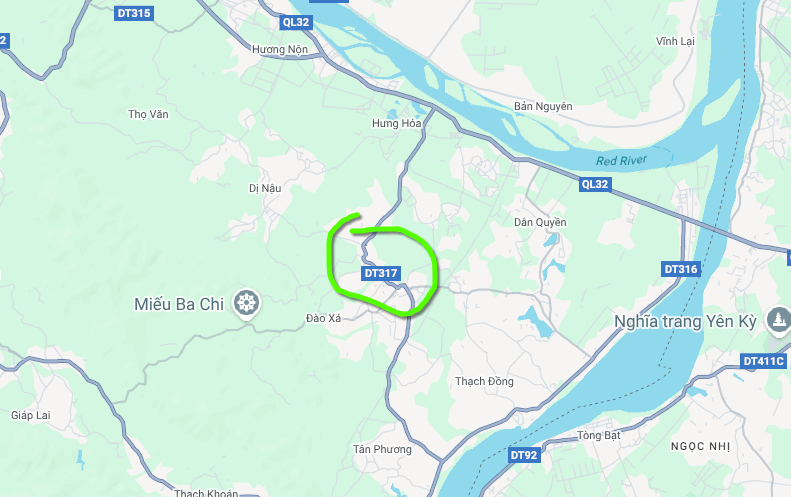 DT315
QL32
Hương Nộn
Vĩnh Lại
Thọ Văn
Bản Nguyên
Hưng Hóa
Red River
QL32
Dị Nậu
Dân Quyền
DT317
DT316
Miếu Ba Chi
Đào Xá
Nghĩa trang Yên Kỳ
DT411C
Thạch Đồng
Giáp Lai
Tòng Bạt
Tân Phương
DT92
NGỌC NHỊ
Thạch Khoán